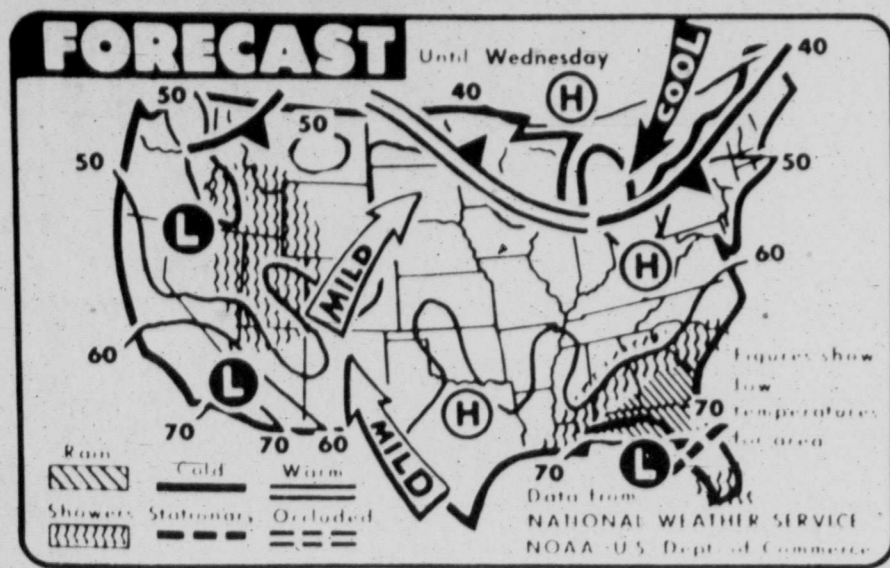 FORECAST
Until Wednesday
40
H
COOL
40
50
50
50
50
L
MILD
H
60
60
L
MILD
H
70
70
60
70
70
L
Figures show
low
temperatures
for area
Rain
Cold
Warm
Showers
Stationary
Occluded
Data from
NATIONAL WEATHER SERVICE
NOAA-U.S. Dept. of Commerce